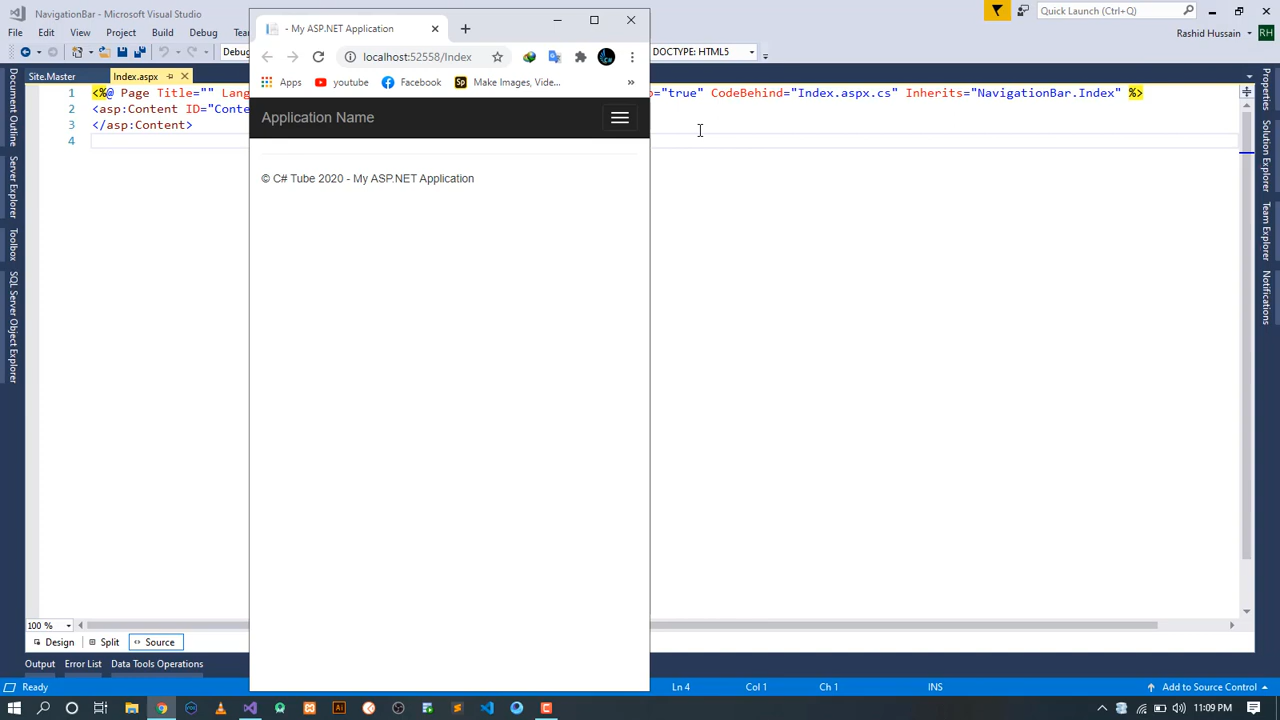 NavigationBar - Microsoft Visual Studio
Quick Launch (Ctrl+Q)
File Edit View Project Build Debug
Rashid Hussain RH
Debug
DOCTYPE: HTML5
Site.Master Index.aspx
1 <%@ Page Title="" Lang
="true" CodeBehind="Index.aspx.cs" Inherits="NavigationBar.Index" %>
2 <asp:Content ID="Conte
3 </asp:Content>
4
- My ASP.NET Application
localhost:52558/Index
Apps youtube Facebook Make Images, Vide... »
Application Name
© C# Tube 2020 - My ASP.NET Application
Document Outline
Server Explorer
Toolbox
SQL Server Object Explorer
Properties
Solution Explorer
Team Explorer
Notifications
100 %
Design Split Source
Output Error List Data Tools Operations
Ready Ln 4 Col 1 Ch 1 INS Add to Source Control
11:09 PM